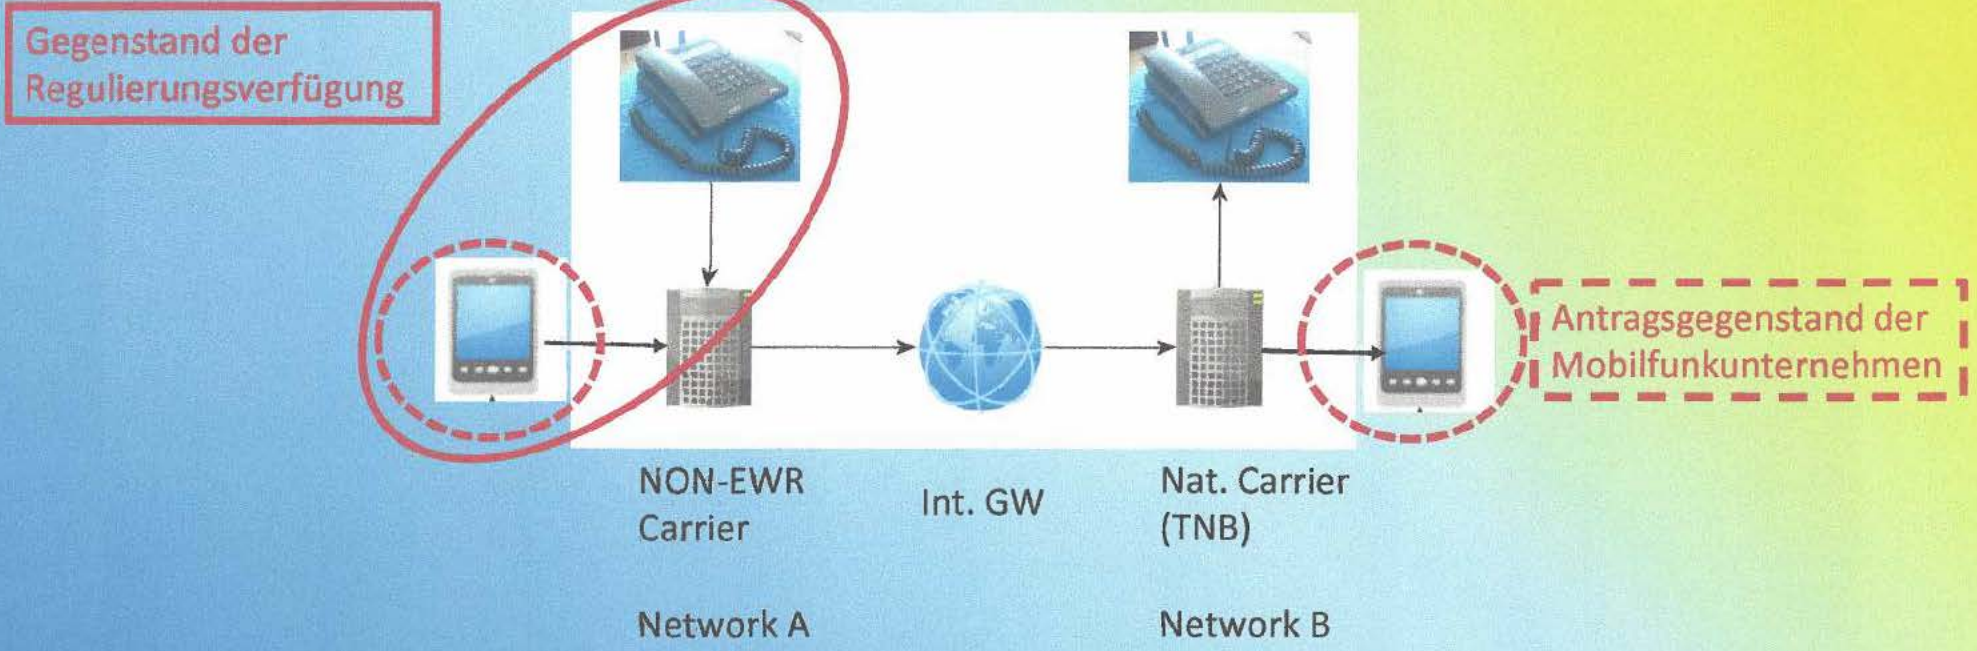 Gegenstand der
Regulierungsverfügung
Antragsgegenstand der
Mobilfunkunternehmen
NON-EWR
Carrier
Int. GW
Nat. Carrier
(TNB)
Network A
Network B